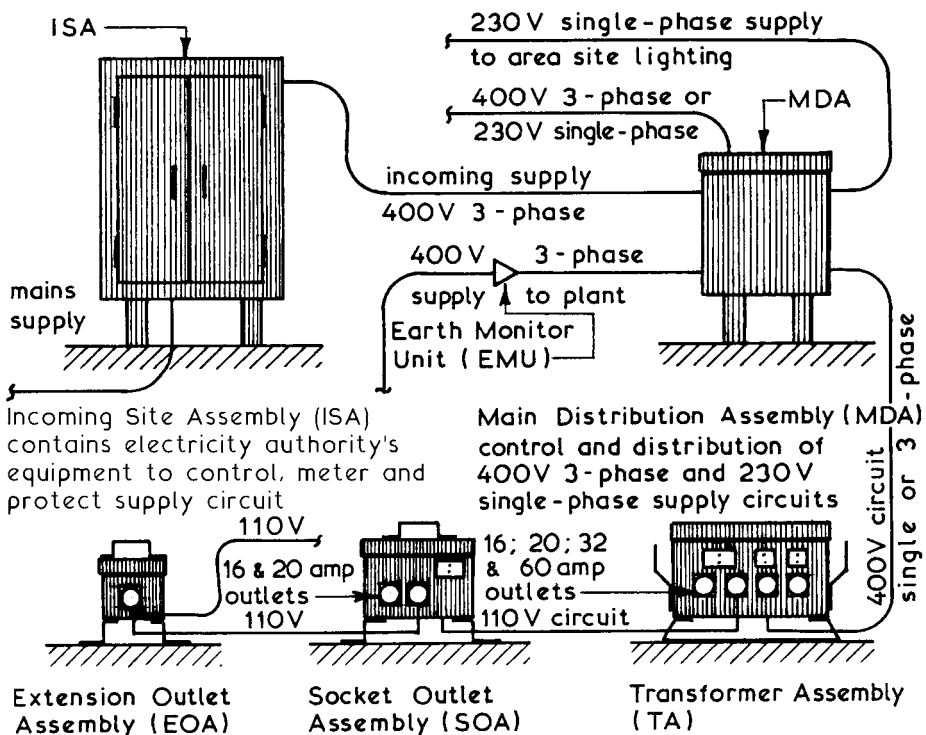 ISA
230V single-phase supply
to area site lighting
400V 3-phase or
230V single-phase
MDA
incoming supply
400V 3-phase
400V 3-phase
supply to plant
Earth Monitor
Unit (EMU)
mains
supply
Incoming Site Assembly (ISA)
contains electricity authority's
equipment to control, meter and
protect supply circuit
Main Distribution Assembly (MDA)-
control and distribution of
400V 3-phase and 230V
single-phase supply circuits
400V circuit
single or 3-phase
110V
16 & 20 amp
outlets
110V
16; 20; 32
& 60 amp
outlets
110V circuit
Extension Outlet
Assembly (EOA)
Socket Outlet
Assembly (SOA)
Transformer Assembly
(TA)